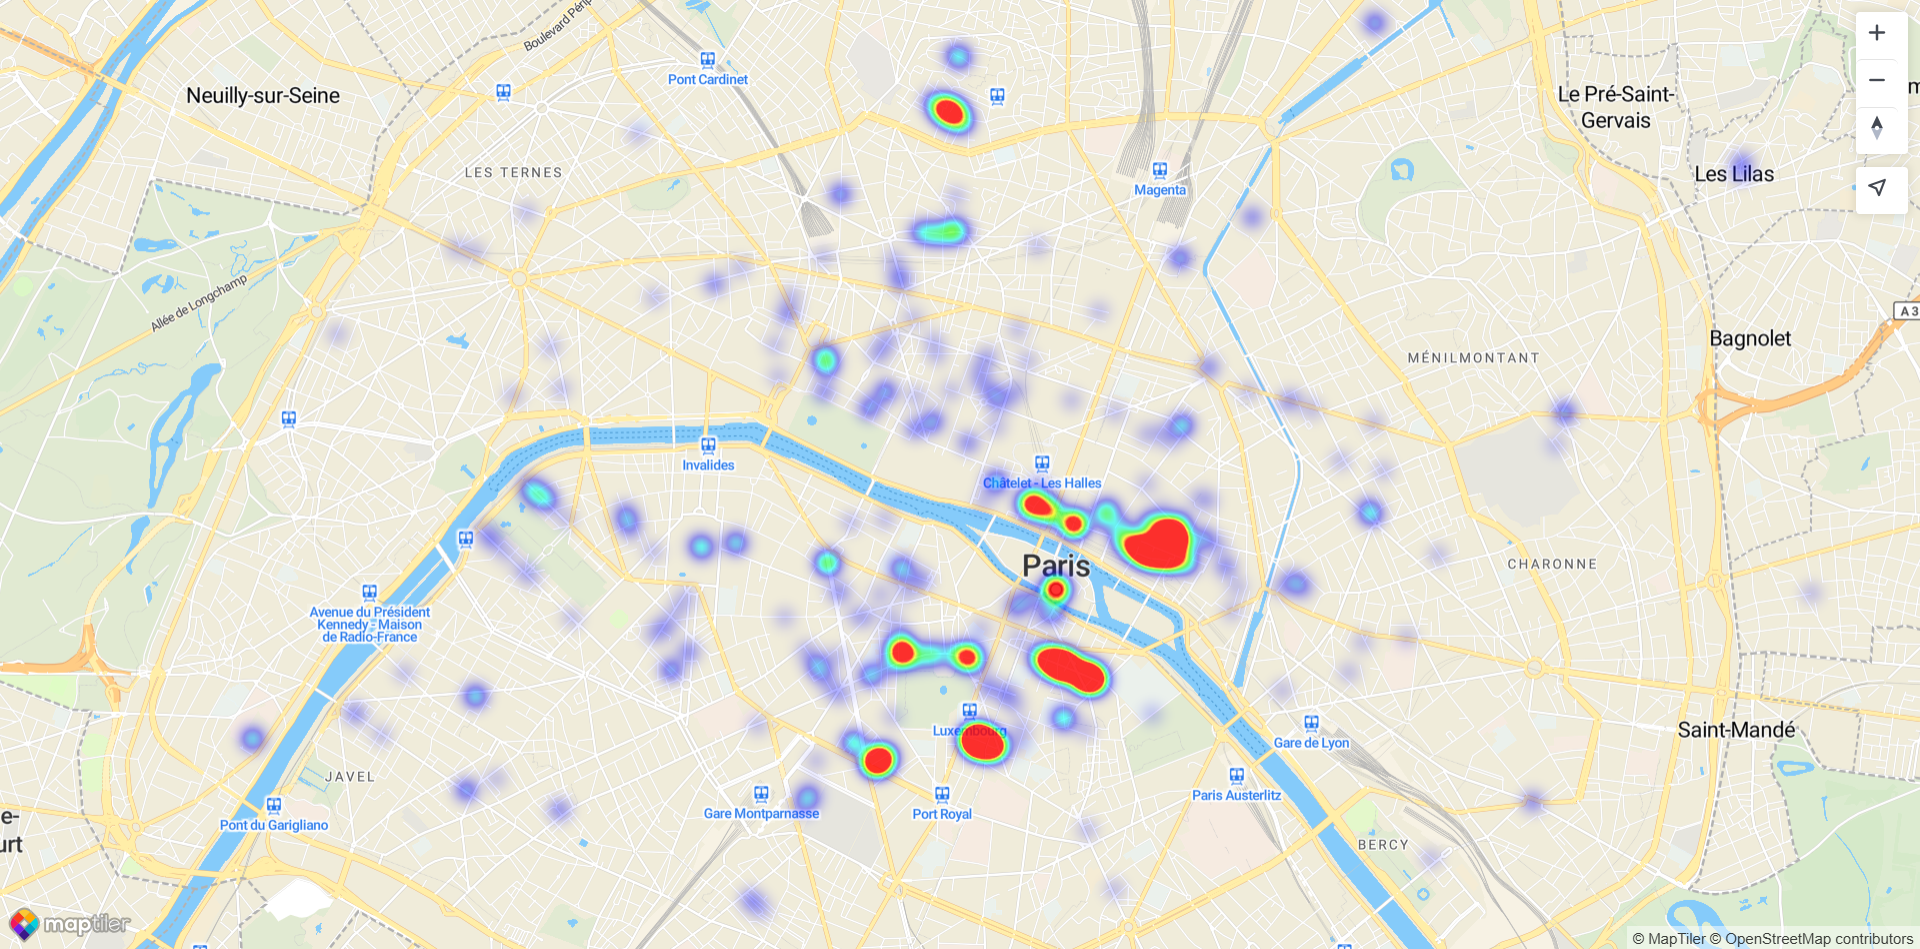 Boulevard Périp
Pont Cardinet
Neuilly-sur-Seine
Le Pré-Saint-
Gervais
LES TERNES
Magenta
Les Lilas
Allée de Longchamp
A 3
Bagnolet
MÉNILMONTANT
Invalides
Châtelet - Les Halles
Paris
CHARONNE
Avenue du Président
Kennedy - Maison
de Radio-France
Luxembourg
Gare de Lyon
Saint-Mandé
JAVEL
Paris Austerlitz
Gare Montparnasse
Port Royal
Pont du Garigliano
e-
urt
BERCY
maptiler
© MapTiler © OpenStreetMap contributors